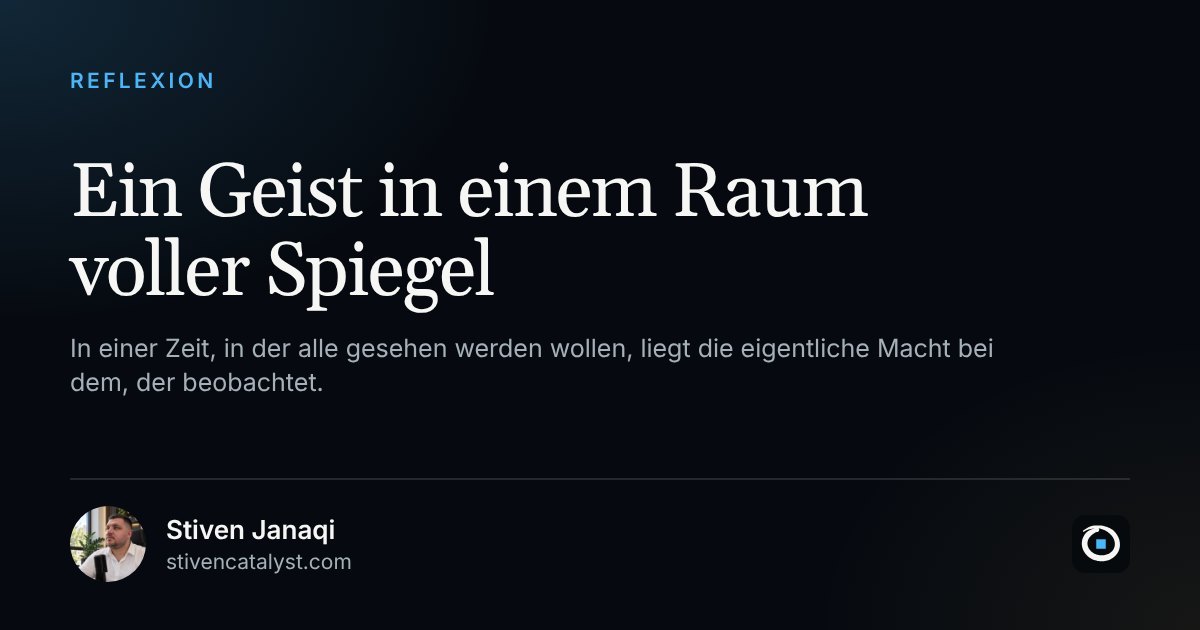 REFLEXION
Ein Geist in einem Raum
voller Spiegel
In einer Zeit, in der alle gesehen werden wollen, liegt die eigentliche Macht bei
dem, der beobachtet.
Stiven Janaqi
stivencatalyst.com